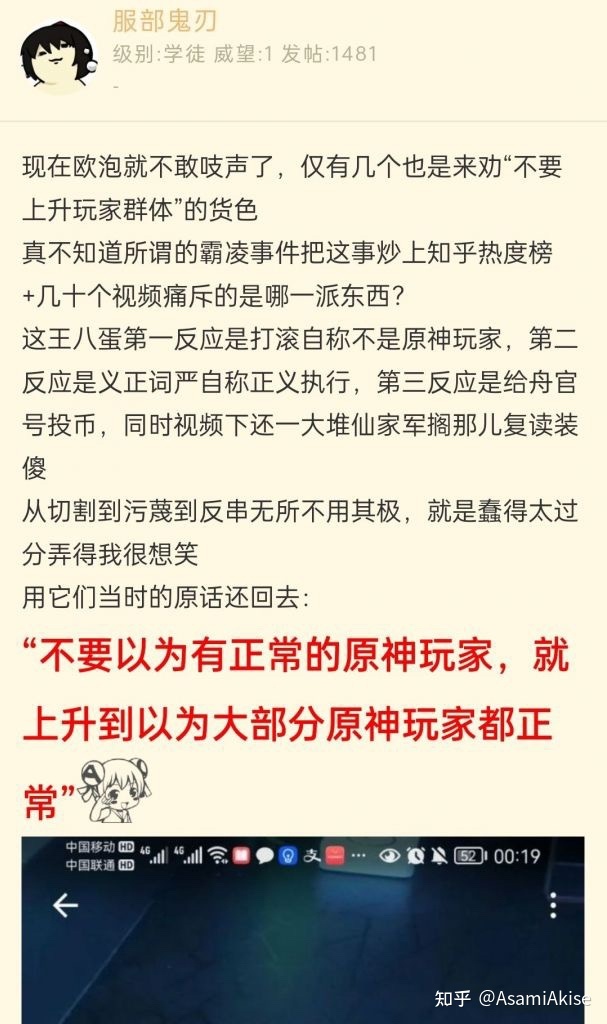 服部鬼刃
级别:学徒 威望:1 发帖:1481
-
现在欧泡就不敢吱声了，仅有几个也是来劝“不要
上升玩家群体”的货色
真不知道所谓的霸凌事件把这事炒上知乎热度榜
+几十个视频痛斥的是哪一派东西？
这王八蛋第一反应是打滚自称不是原神玩家，第二
反应是义正词严自称正义执行，第三反应是给舟官
号投币，同时视频下还一大堆仙家军搁那儿复读装
傻
从切割到污蔑到反串无所不用其极，就是蠢得太过
分弄得我很想笑
用它们当时的原话还回去：
“不要以为有正常的原神玩家，就
上升到以为大部分原神玩家都正
常”
中国移动 HD 4G 4G 支 52 00:19
中国联通 HD
知乎 @AsamiAkise